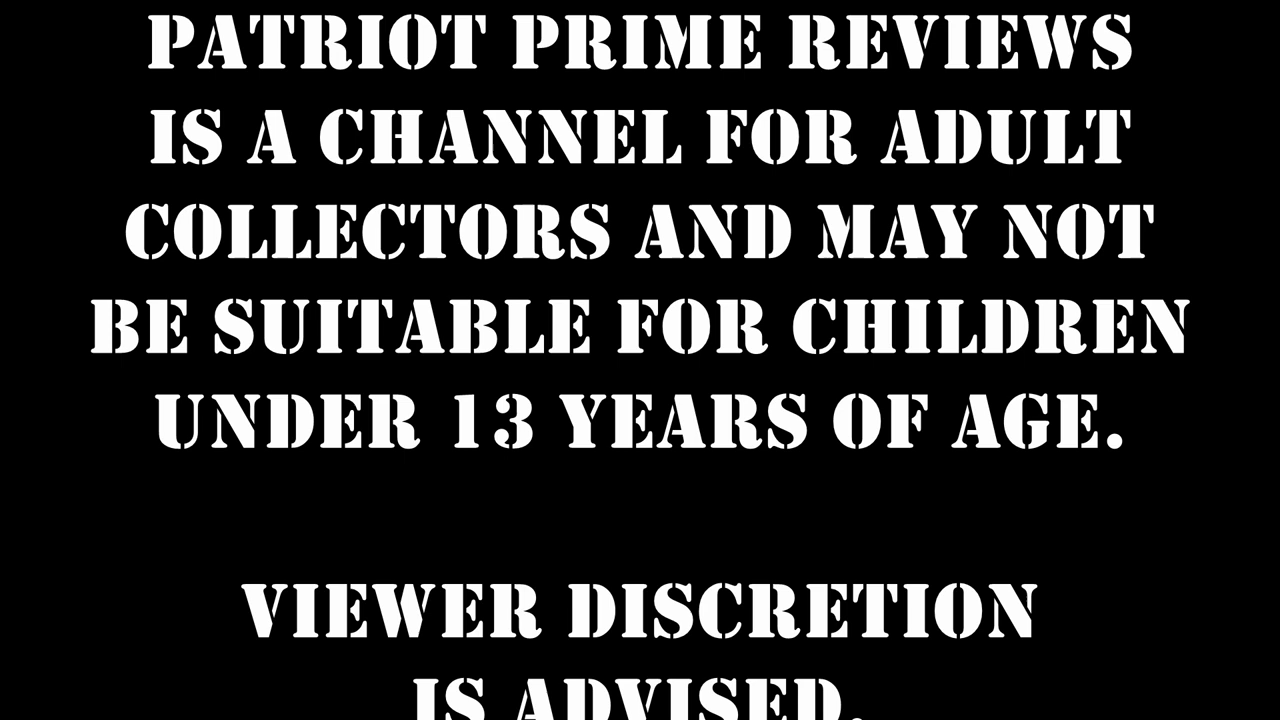 PATRIOT PRIME REVIEWS
IS A CHANNEL FOR ADULT
COLLECTORS AND MAY NOT
BE SUITABLE FOR CHILDREN
UNDER 13 YEARS OF AGE.
VIEWER DISCRETION
IS ADVISED.